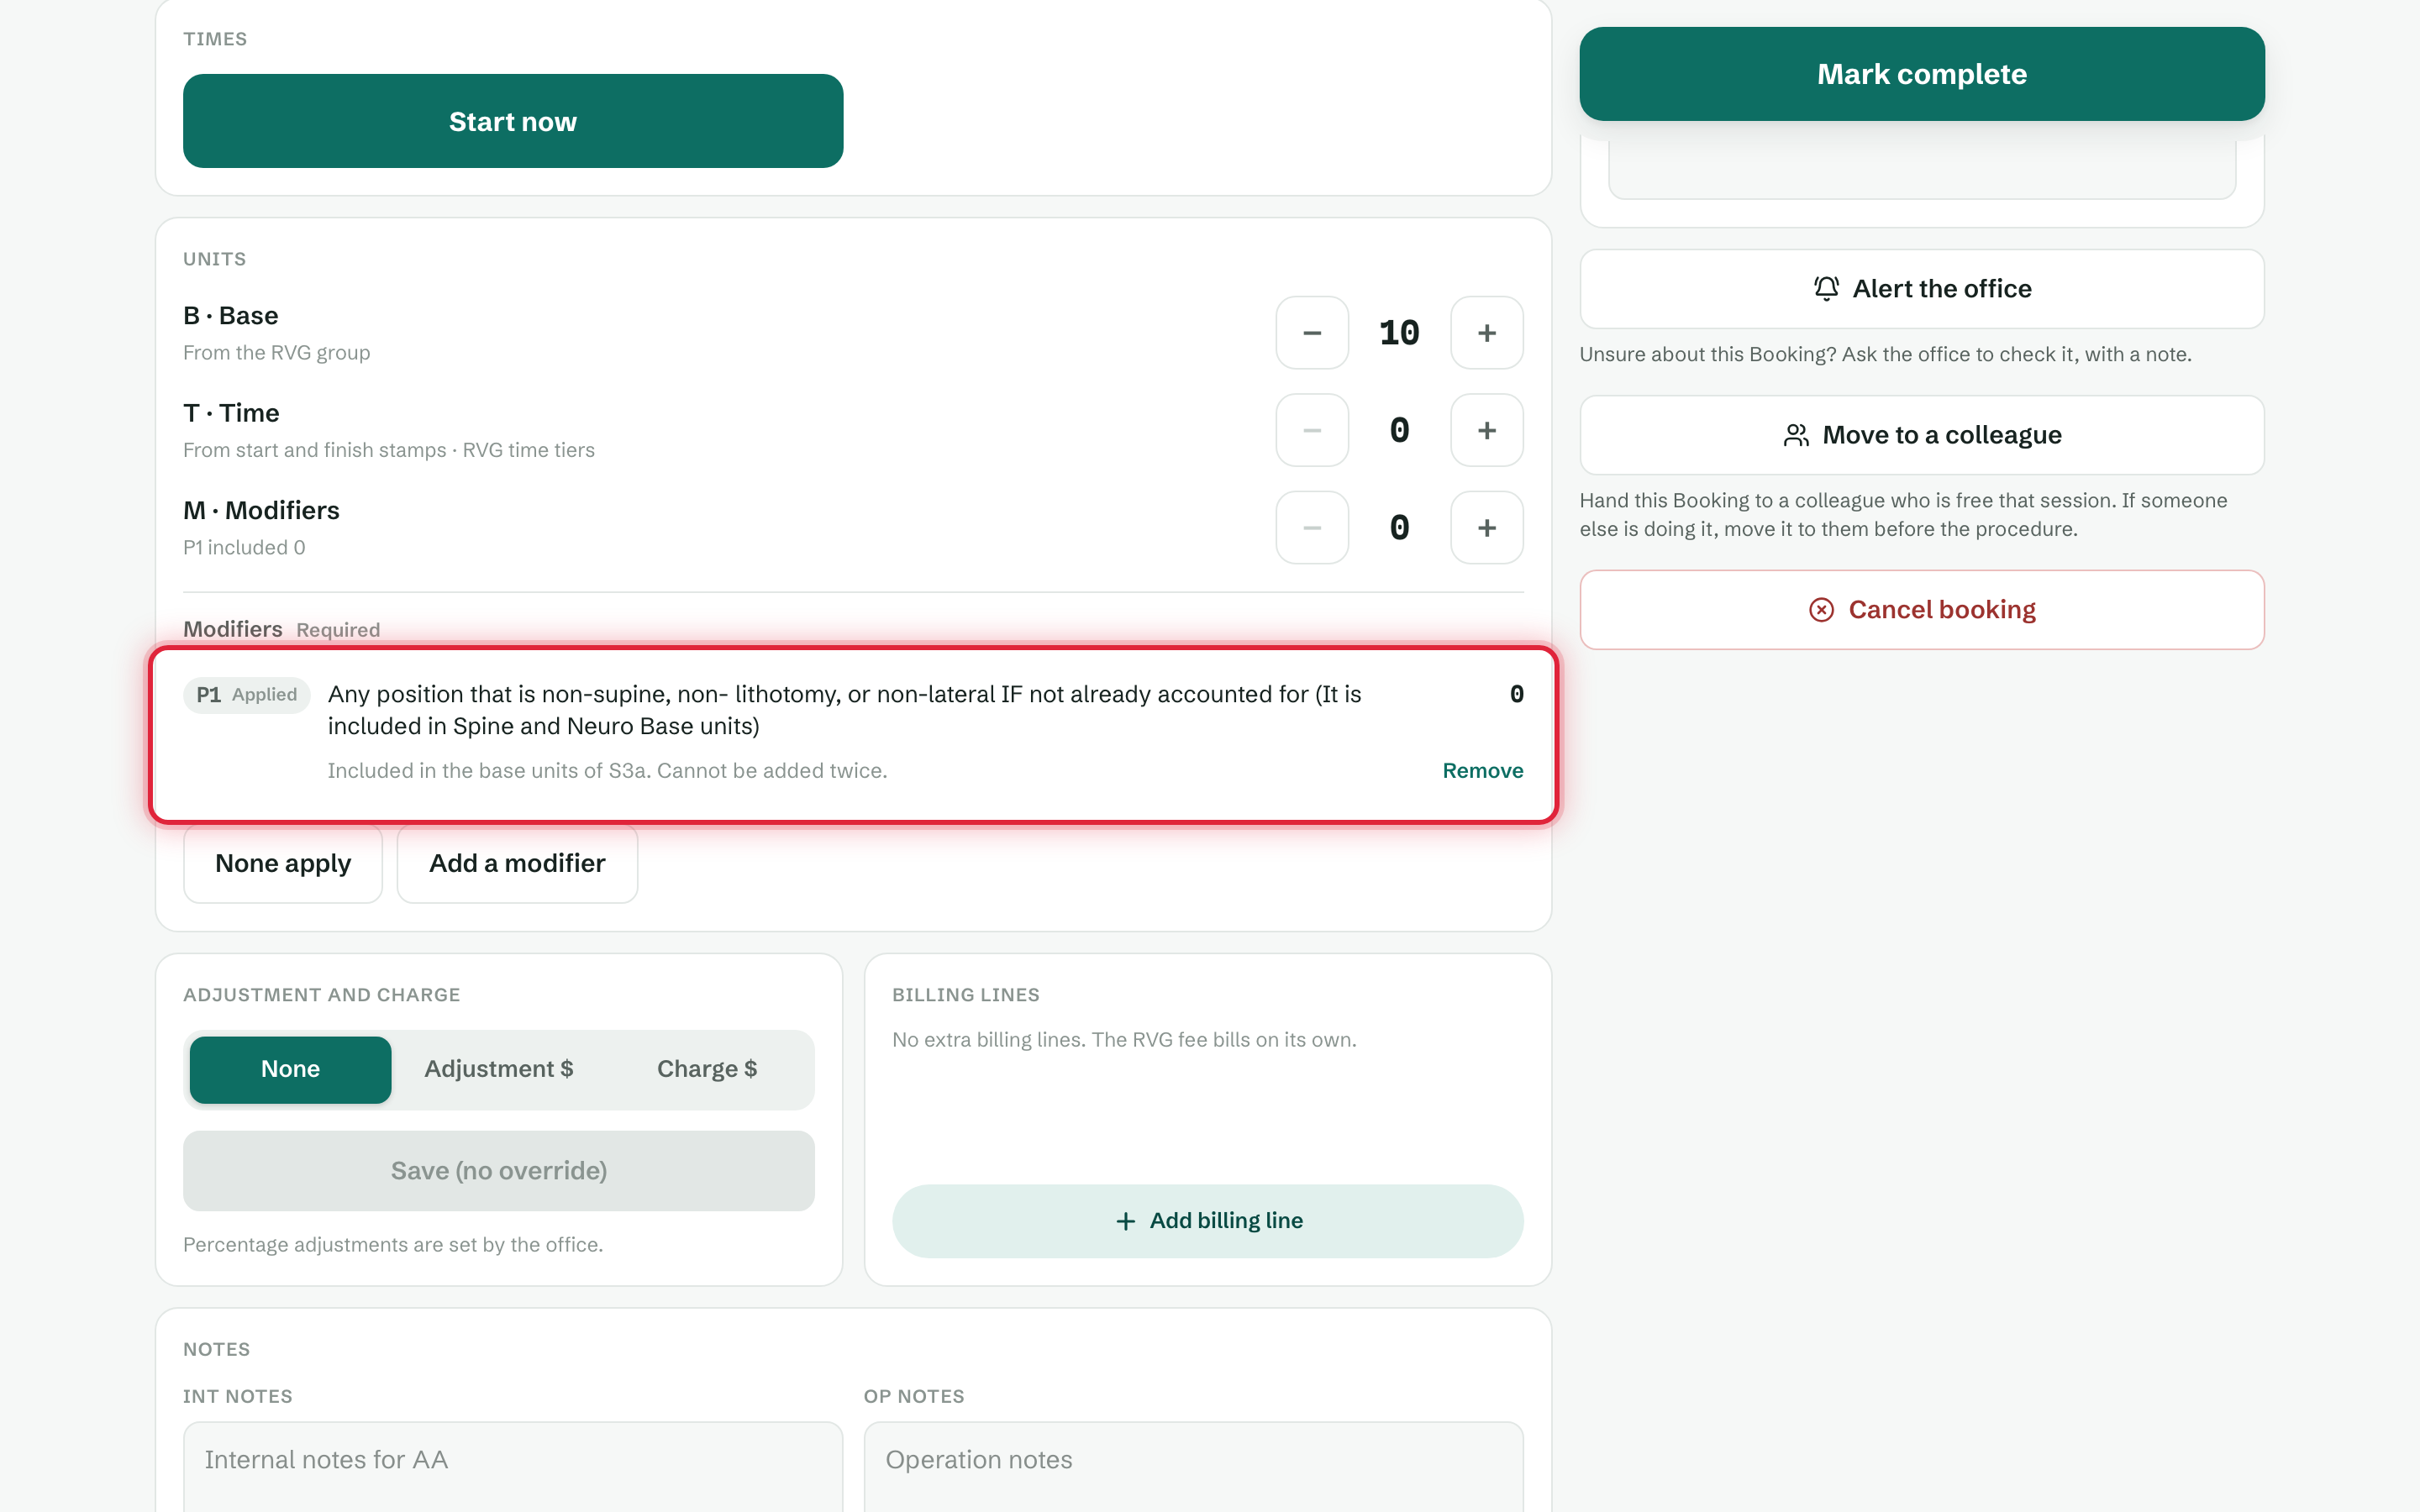 TIMES
Start now
UNITS
B · Base
From the RVG group
− 10 +
T · Time
From start and finish stamps · RVG time tiers
− 0 +
M · Modifiers
P1 included 0
− 0 +
Modifiers Required
P1 Applied
Any position that is non-supine, non- lithotomy, or non-lateral IF not already accounted for (It is
included in Spine and Neuro Base units)
0
Included in the base units of S3a. Cannot be added twice.
Remove
None apply
Add a modifier
ADJUSTMENT AND CHARGE
None
Adjustment $
Charge $
Save (no override)
Percentage adjustments are set by the office.
BILLING LINES
No extra billing lines. The RVG fee bills on its own.
+ Add billing line
NOTES
INT NOTES
Internal notes for AA
OP NOTES
Operation notes
Mark complete
Alert the office
Unsure about this Booking? Ask the office to check it, with a note.
Move to a colleague
Hand this Booking to a colleague who is free that session. If someone
else is doing it, move it to them before the procedure.
Cancel booking